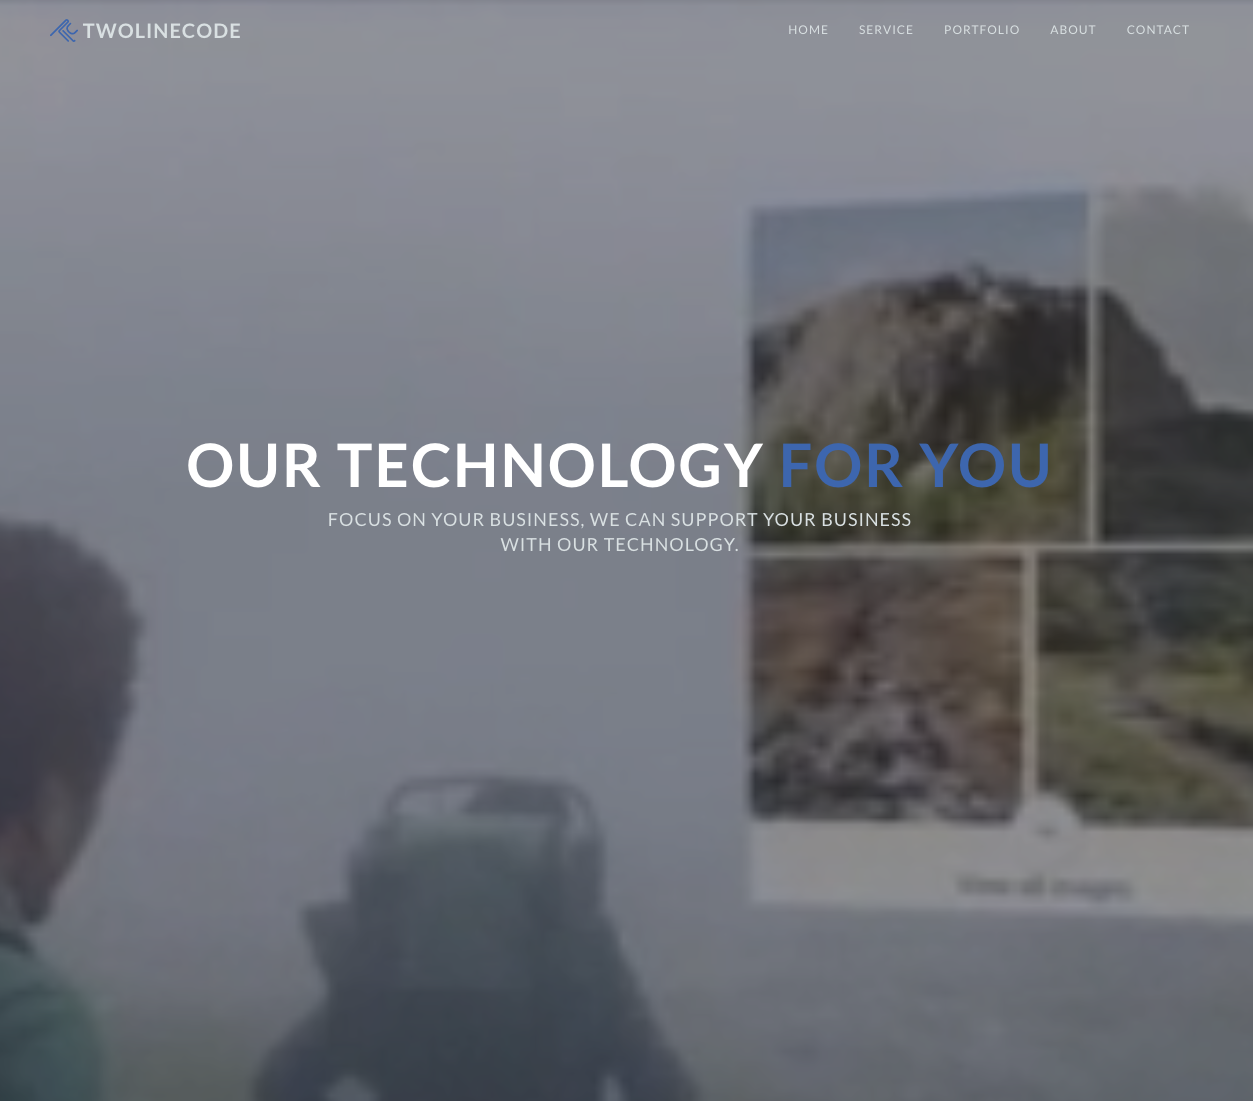 TWOLINECODE
HOME SERVICE PORTFOLIO ABOUT CONTACT
OUR TECHNOLOGY FOR YOU
FOCUS ON YOUR BUSINESS, WE CAN SUPPORT YOUR BUSINESS
WITH OUR TECHNOLOGY.
View all images